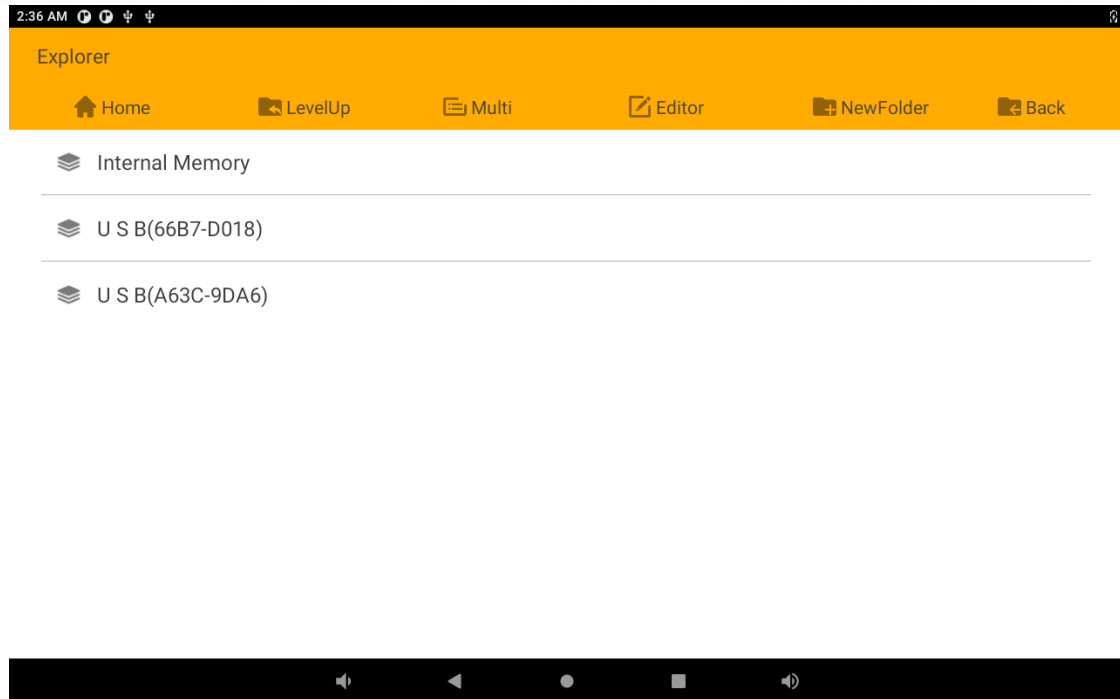 2:36 AM
Explorer
Home LevelUp Multi Editor NewFolder Back
Internal Memory
U S B(66B7-D018)
U S B(A63C-9DA6)